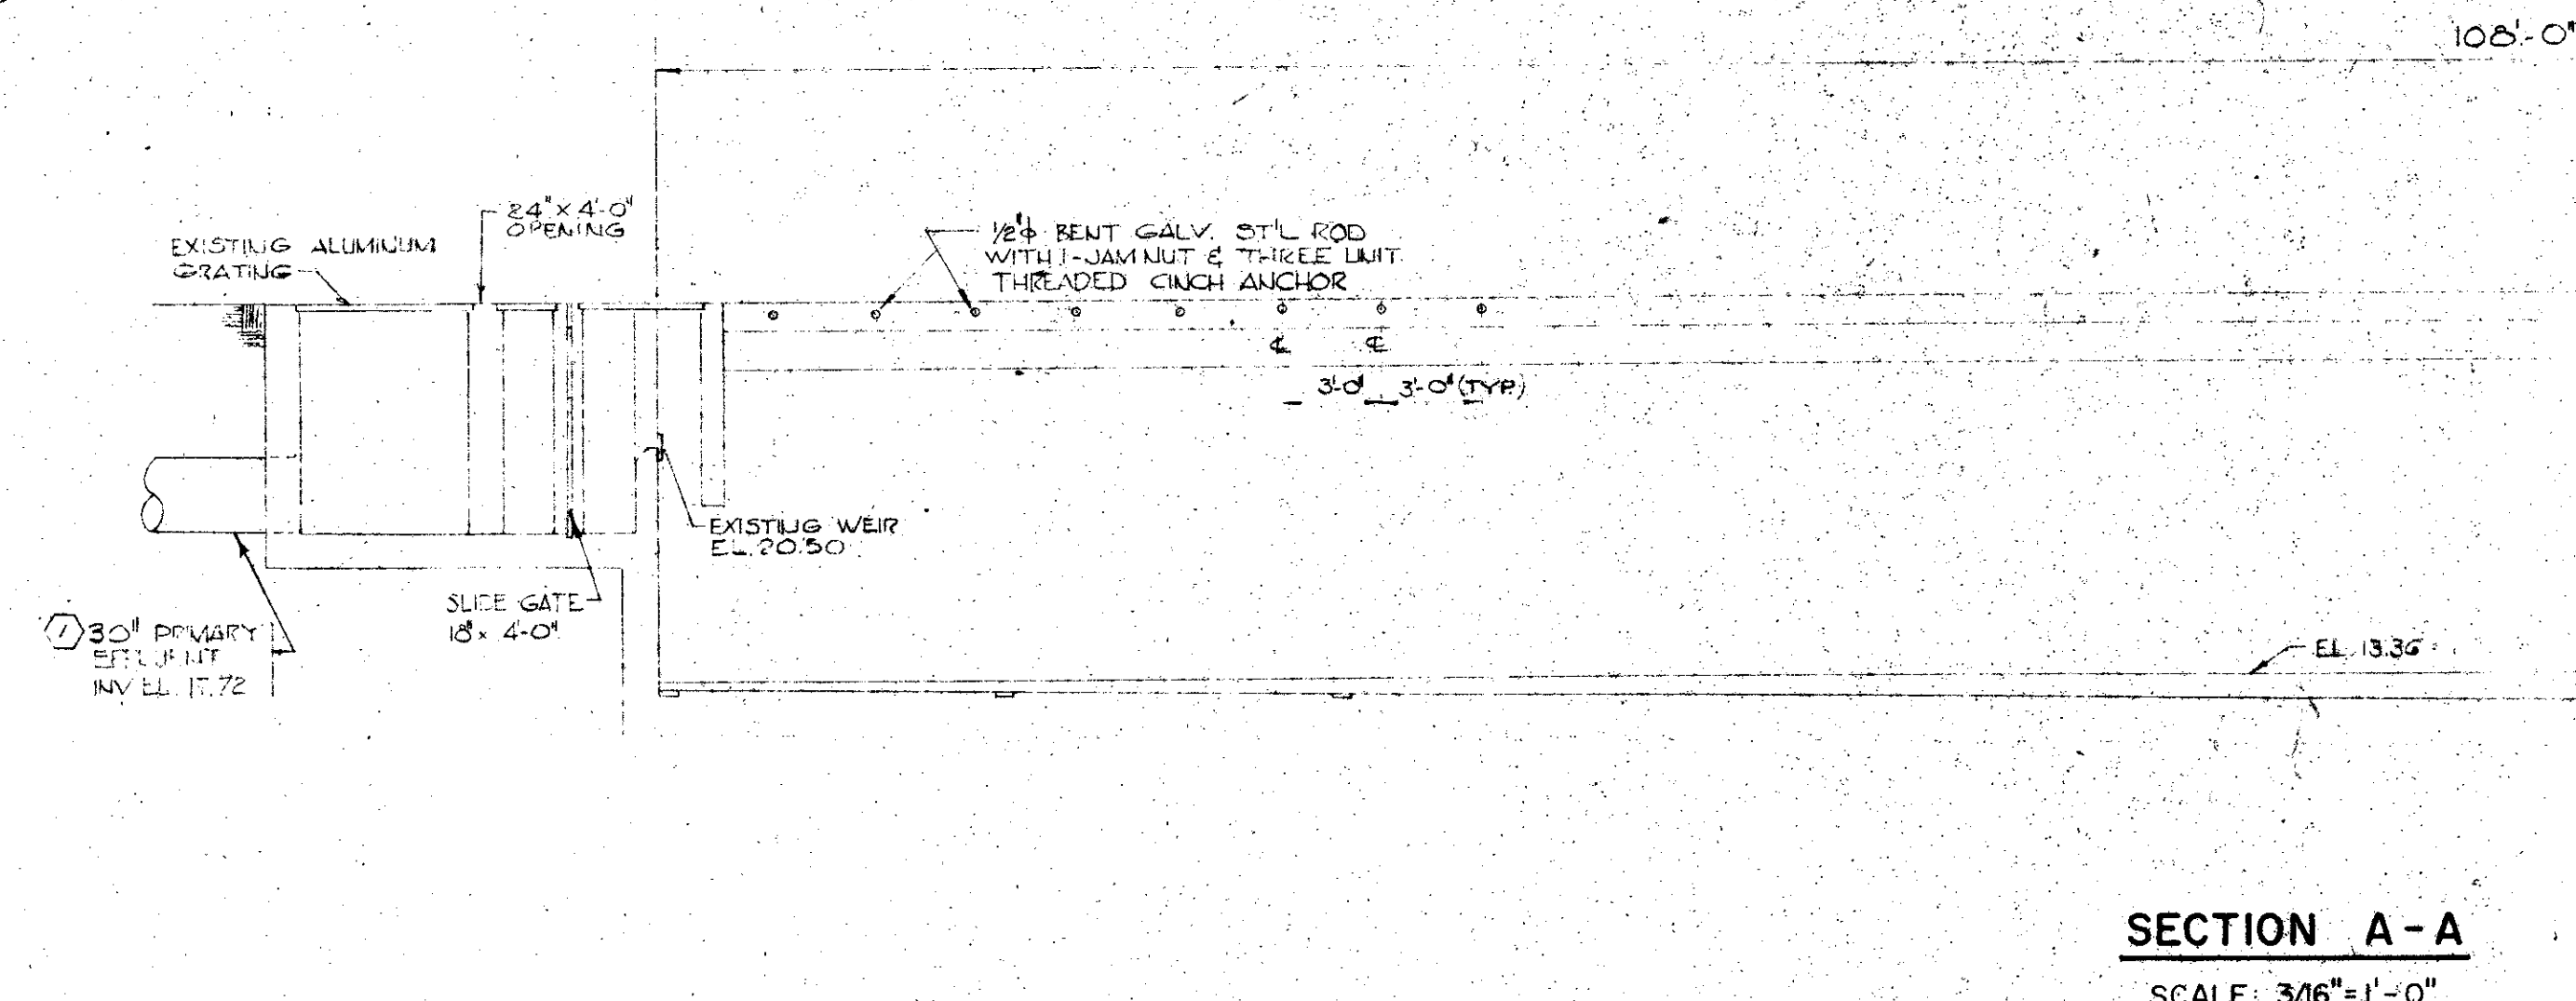 108'-0"
24" X 4'-0"
OPENING
EXISTING ALUMINUM
GRATING
1/2"ϕ BENT GALV. ST'L ROD
WITH 1-JAM NUT & THREE UNIT
THREADED CINCH ANCHOR
℄ ℄
3'-0" 3'-0" (TYP.)
EXISTING WEIR
EL. 20.50
SLIDE GATE
18" x 4'-0"
1 30" PRIMARY
EFFLUENT
INV EL. 17.72
EL. 13.36
SECTION A-A
SCALE: 3/16"=1'-0"